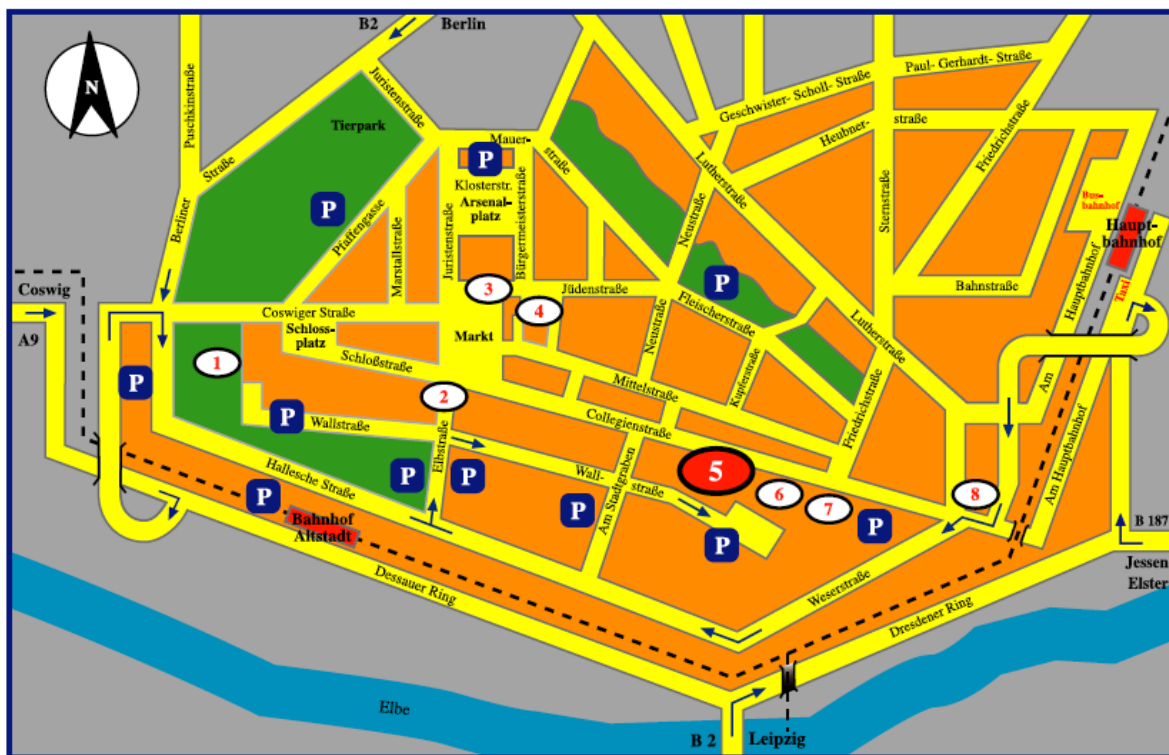 B2
Berlin
N
Puschkinstraße
Juristenstraße
Paul- Gerhardt- Straße
Geschwister- Scholl- Straße
Tierpark
Mauer-
straße
Heubner-
straße
Friedrichstraße
Straße
Berliner
P
P
Klosterstr.
Arsenal-
platz
Lutherstraße
Bus-
bahnhof
Haupt-
bahnhof
Pfaffengasse
Marstallstraße
Juristenstraße
Bürgermeisterstraße
Neustraße
Sternstraße
Hauptbahnhof
Taxi
Coswig
A9
Coswiger Straße
Schloss-
platz
3
4
Jüdenstraße
Markt
P
Fleischerstraße
Bahnstraße
Lutherstraße
1
Schloßstraße
Neustraße
Mittelstraße
Kupferstraße
Friedrichstraße
Am
P
2
P
Wallstraße
Collegienstraße
Elbstraße
Am Hauptbahnhof
Hallesche Straße
P
P
P
Wall-
straße
5
6
7
8
Am Stadtgraben
P
P
P
Bahnhof
Altstadt
B 187
Jessen
Elster
Dessauer Ring
Weserstraße
Dresdener Ring
Elbe
B 2
Leipzig